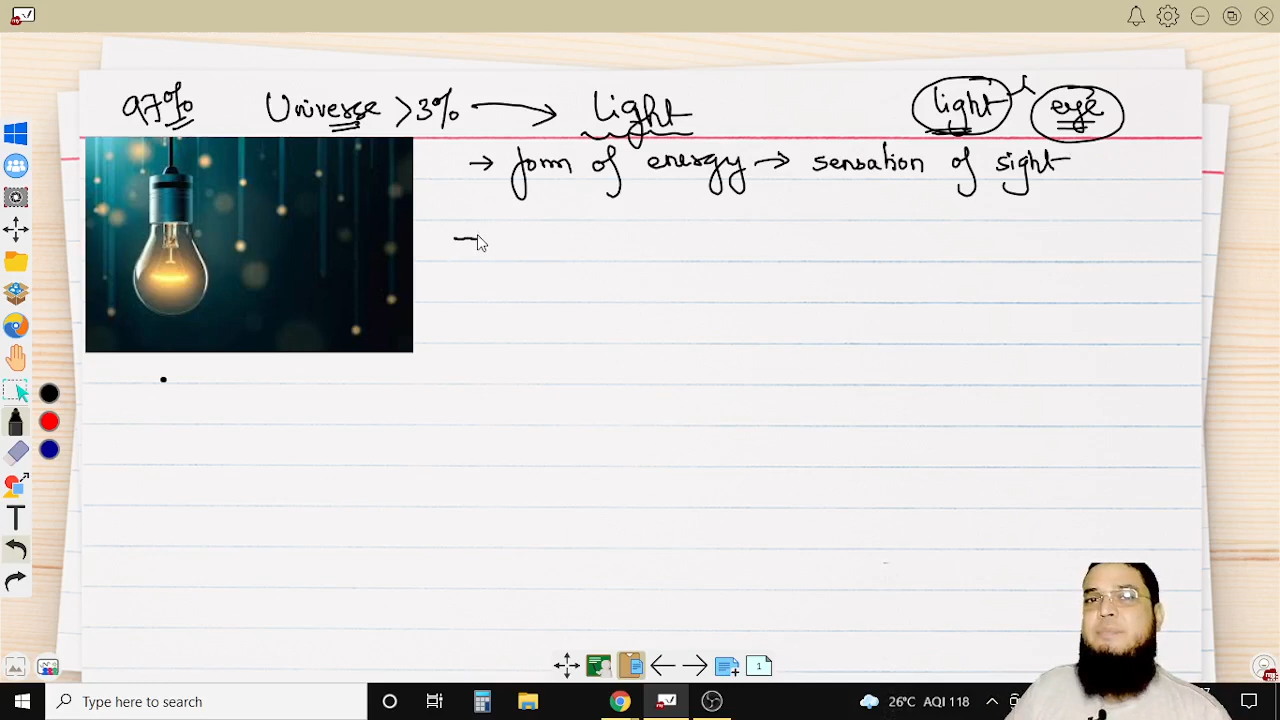 97% Universe > 3% → light light & eye
→ form of energy → sensation of sight
→
T
1
Type here to search
26°C AQI 118